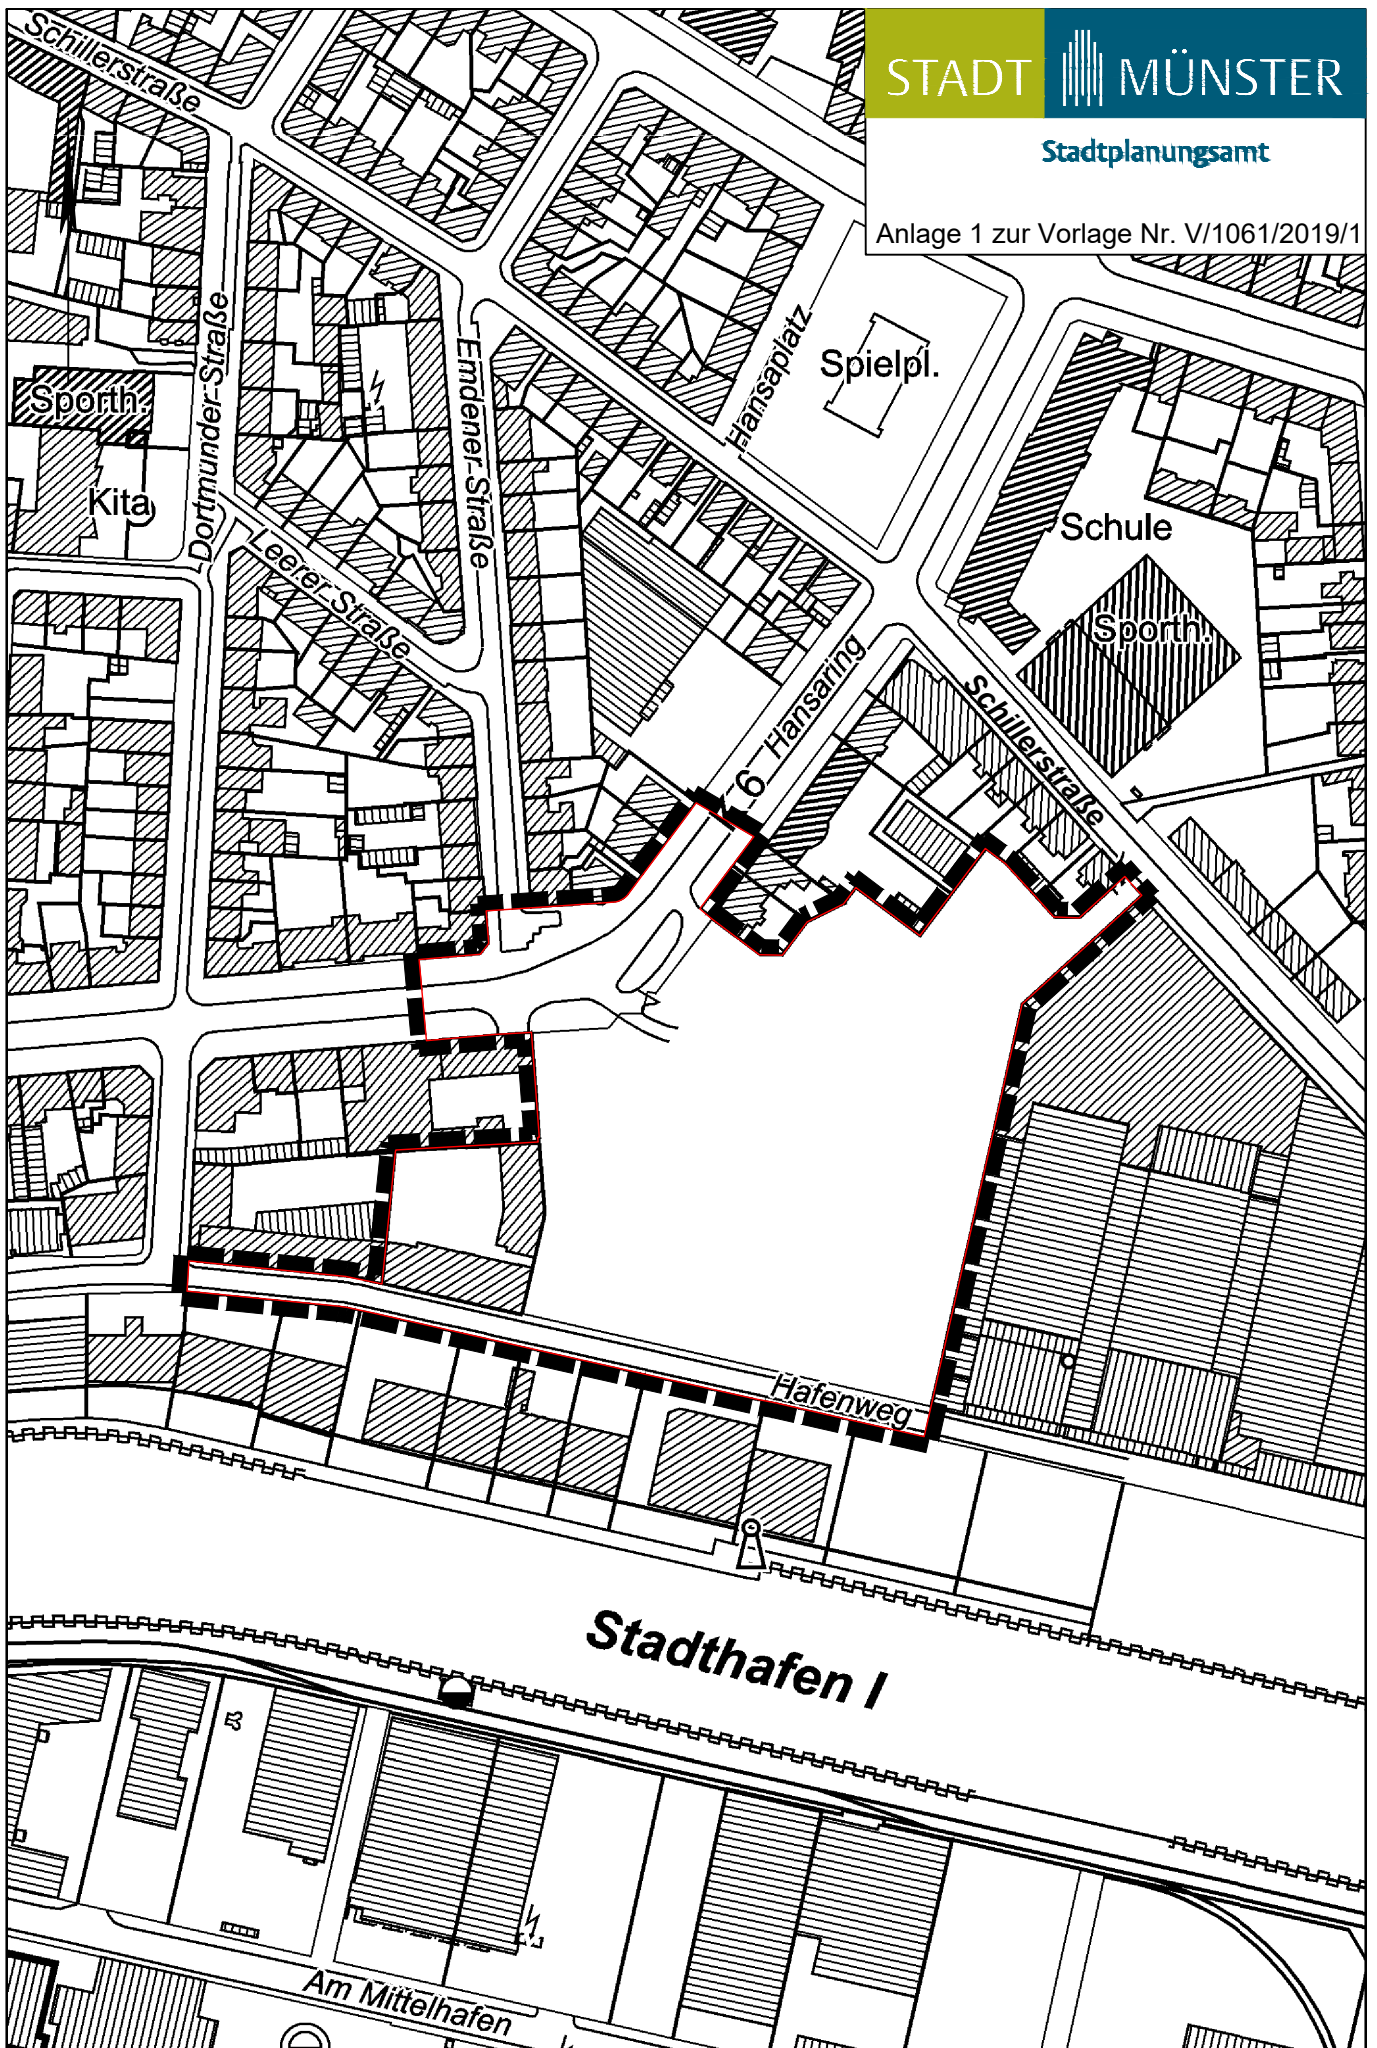 STADT MÜNSTER
Stadtplanungsamt
Anlage 1 zur Vorlage Nr. V/1061/2019/1
Schillerstraße
Dortmunder-Straße
Emdener-Straße
Hansaplatz
Spielpl.
Sporth.
Kita
Leerer Straße
Schule
Sporth.
Hansaring
6
Schillerstraße
Hafenweg
Stadthafen I
Am Mittelhafen